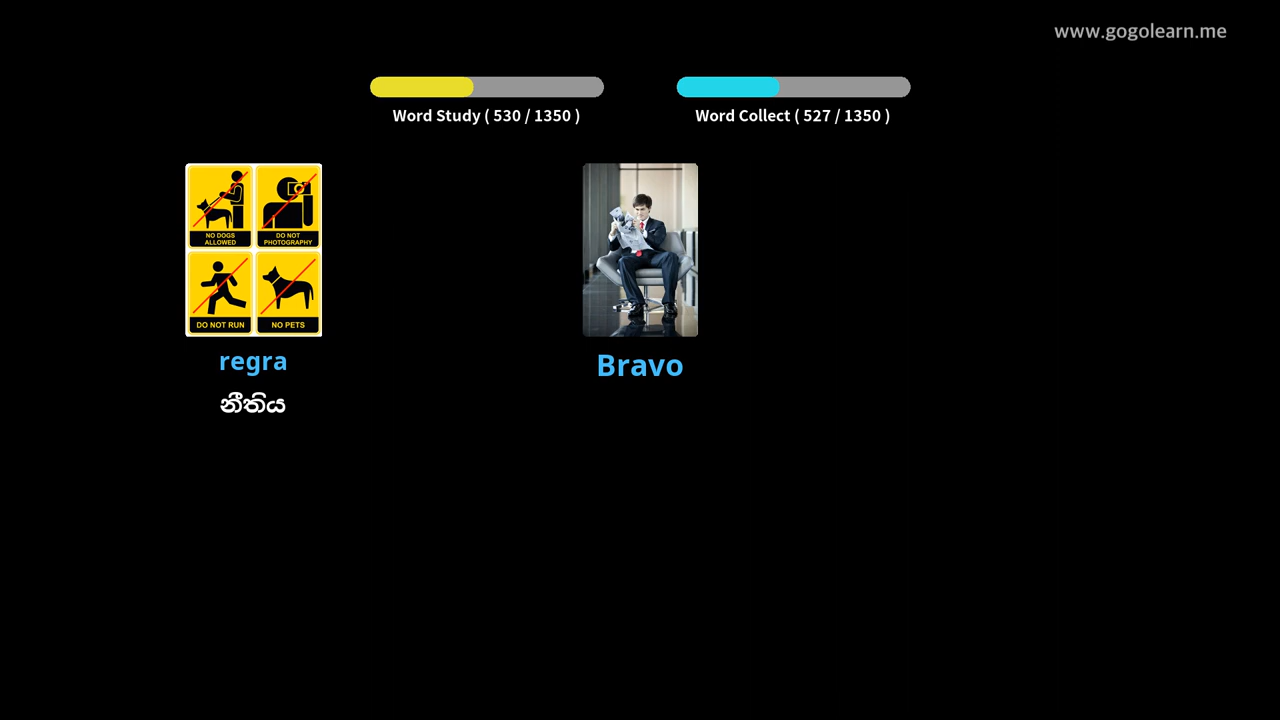 www.gogolearn.me
Word Study ( 530 / 1350 )
Word Collect ( 527 / 1350 )
NO DOGS
ALLOWED
DO NOT
PHOTOGRAPHY
DO NOT RUN
NO PETS
regra
Bravo
නීතිය